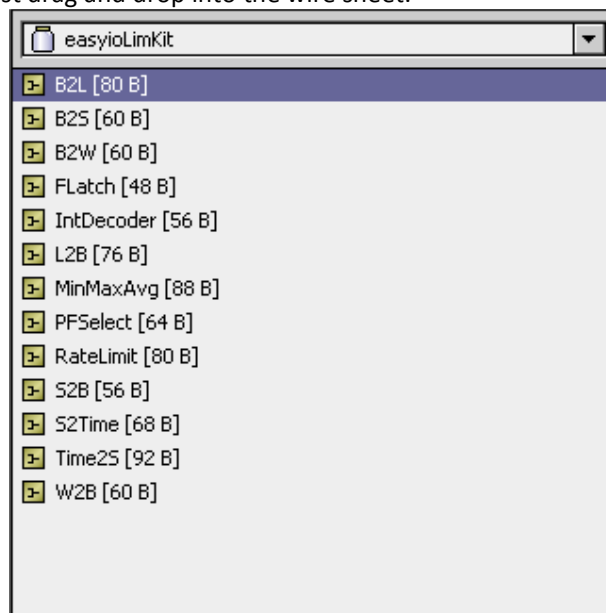 st drag and drop into the wire sheet.
easyioLimKit
B2L [80 B]
B2S [60 B]
B2W [60 B]
FLatch [48 B]
IntDecoder [56 B]
L2B [76 B]
MinMaxAvg [88 B]
PFSelect [64 B]
RateLimit [80 B]
S2B [56 B]
S2Time [68 B]
Time2S [92 B]
W2B [60 B]